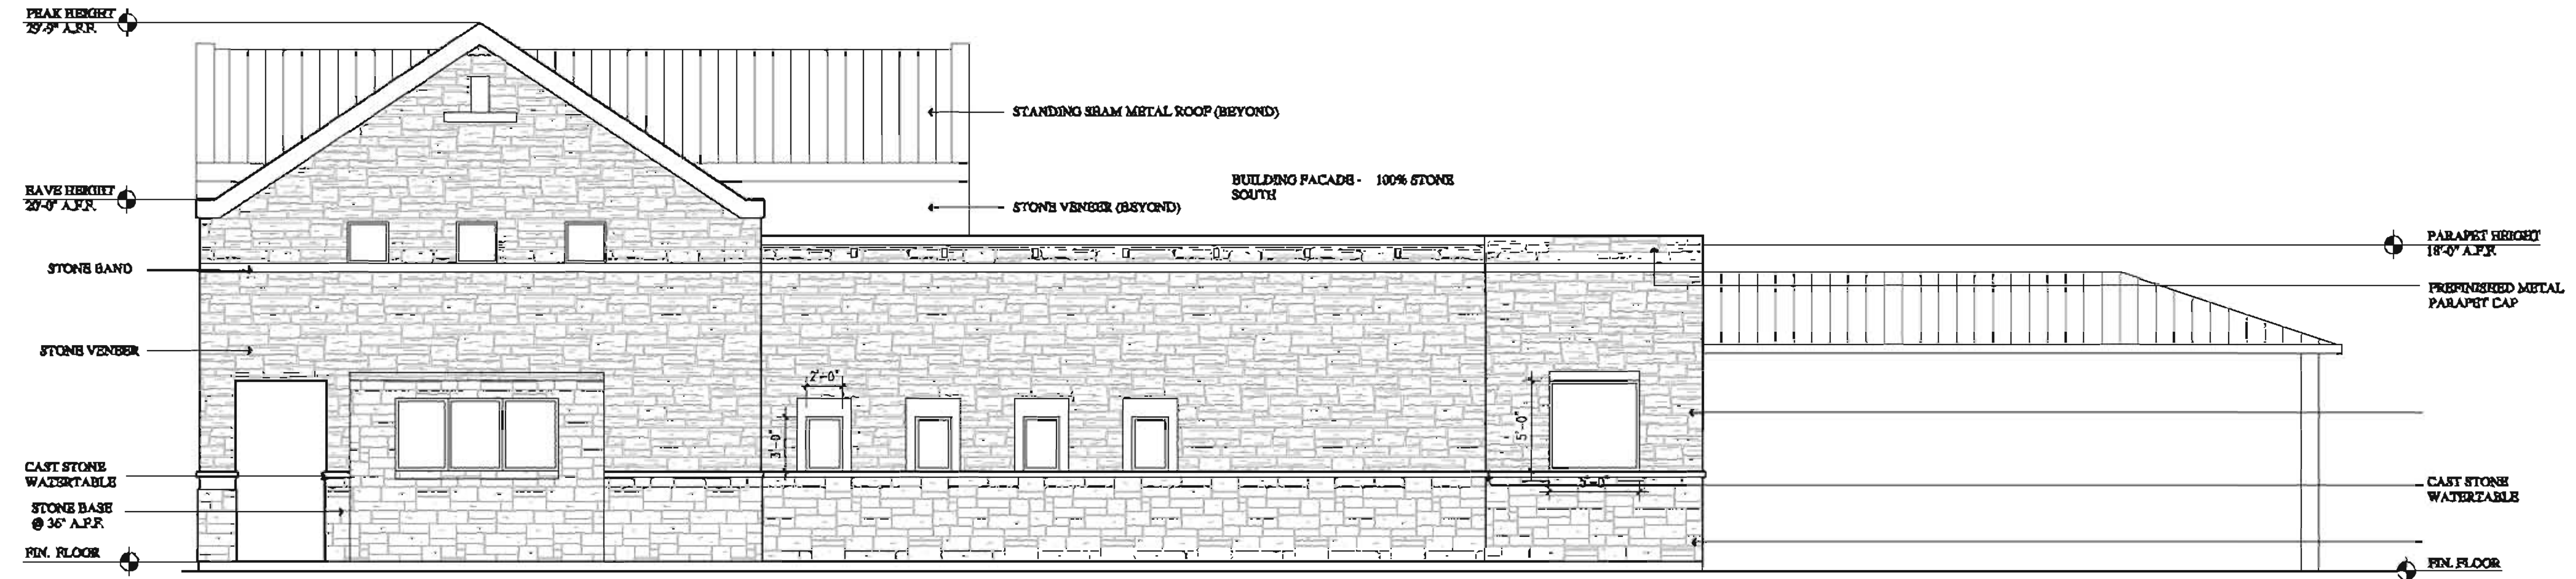 PEAK HEIGHT
29'-9" A.F.F.
STANDING SEAM METAL ROOF (BEYOND)
BUILDING FACADE - 100% STONE
SOUTH
EAVE HEIGHT
20'-0" A.F.F.
STONE VENEER (BEYOND)
PARAPET HEIGHT
18'-0" A.F.F.
STONE BAND
PREFINISHED METAL
PARAPET CAP
STONE VENEER
2'-0"
3'-0"
5'-0"
5'-0"
CAST STONE
WATERTABLE
CAST STONE
WATERTABLE
STONE BASE
@ 36" A.F.F.
FIN. FLOOR
FIN. FLOOR